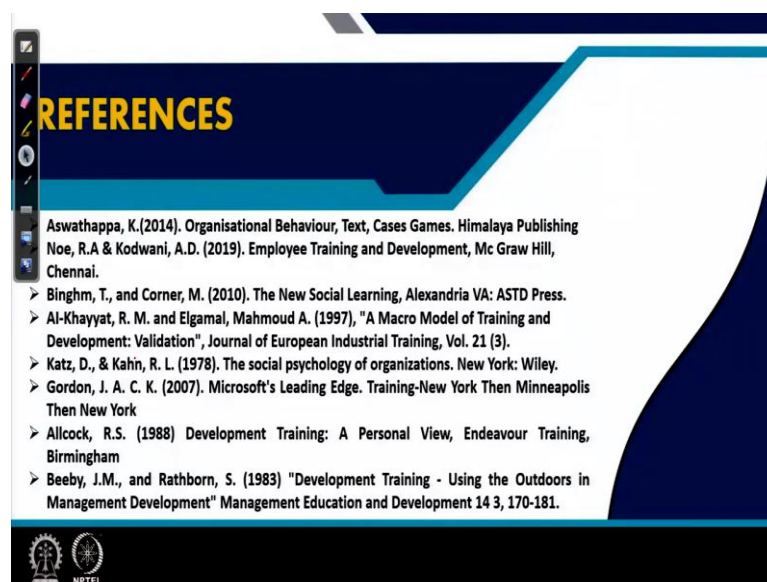 REFERENCES
Aswathappa, K.(2014). Organisational Behaviour, Text, Cases Games. Himalaya Publishing
Noe, R.A & Kodwani, A.D. (2019). Employee Training and Development, Mc Graw Hill,
Chennai.
➢ Binghm, T., and Corner, M. (2010). The New Social Learning, Alexandria VA: ASTD Press.
➢ Al-Khayyat, R. M. and Elgamal, Mahmoud A. (1997), "A Macro Model of Training and
Development: Validation", Journal of European Industrial Training, Vol. 21 (3).
➢ Katz, D., & Kahn, R. L. (1978). The social psychology of organizations. New York: Wiley.
➢ Gordon, J. A. C. K. (2007). Microsoft's Leading Edge. Training-New York Then Minneapolis
Then New York
➢ Allcock, R.S. (1988) Development Training: A Personal View, Endeavour Training,
Birmingham
➢ Beeby, J.M., and Rathborn, S. (1983) "Development Training - Using the Outdoors in
Management Development" Management Education and Development 14 3, 170-181.
NPTEL